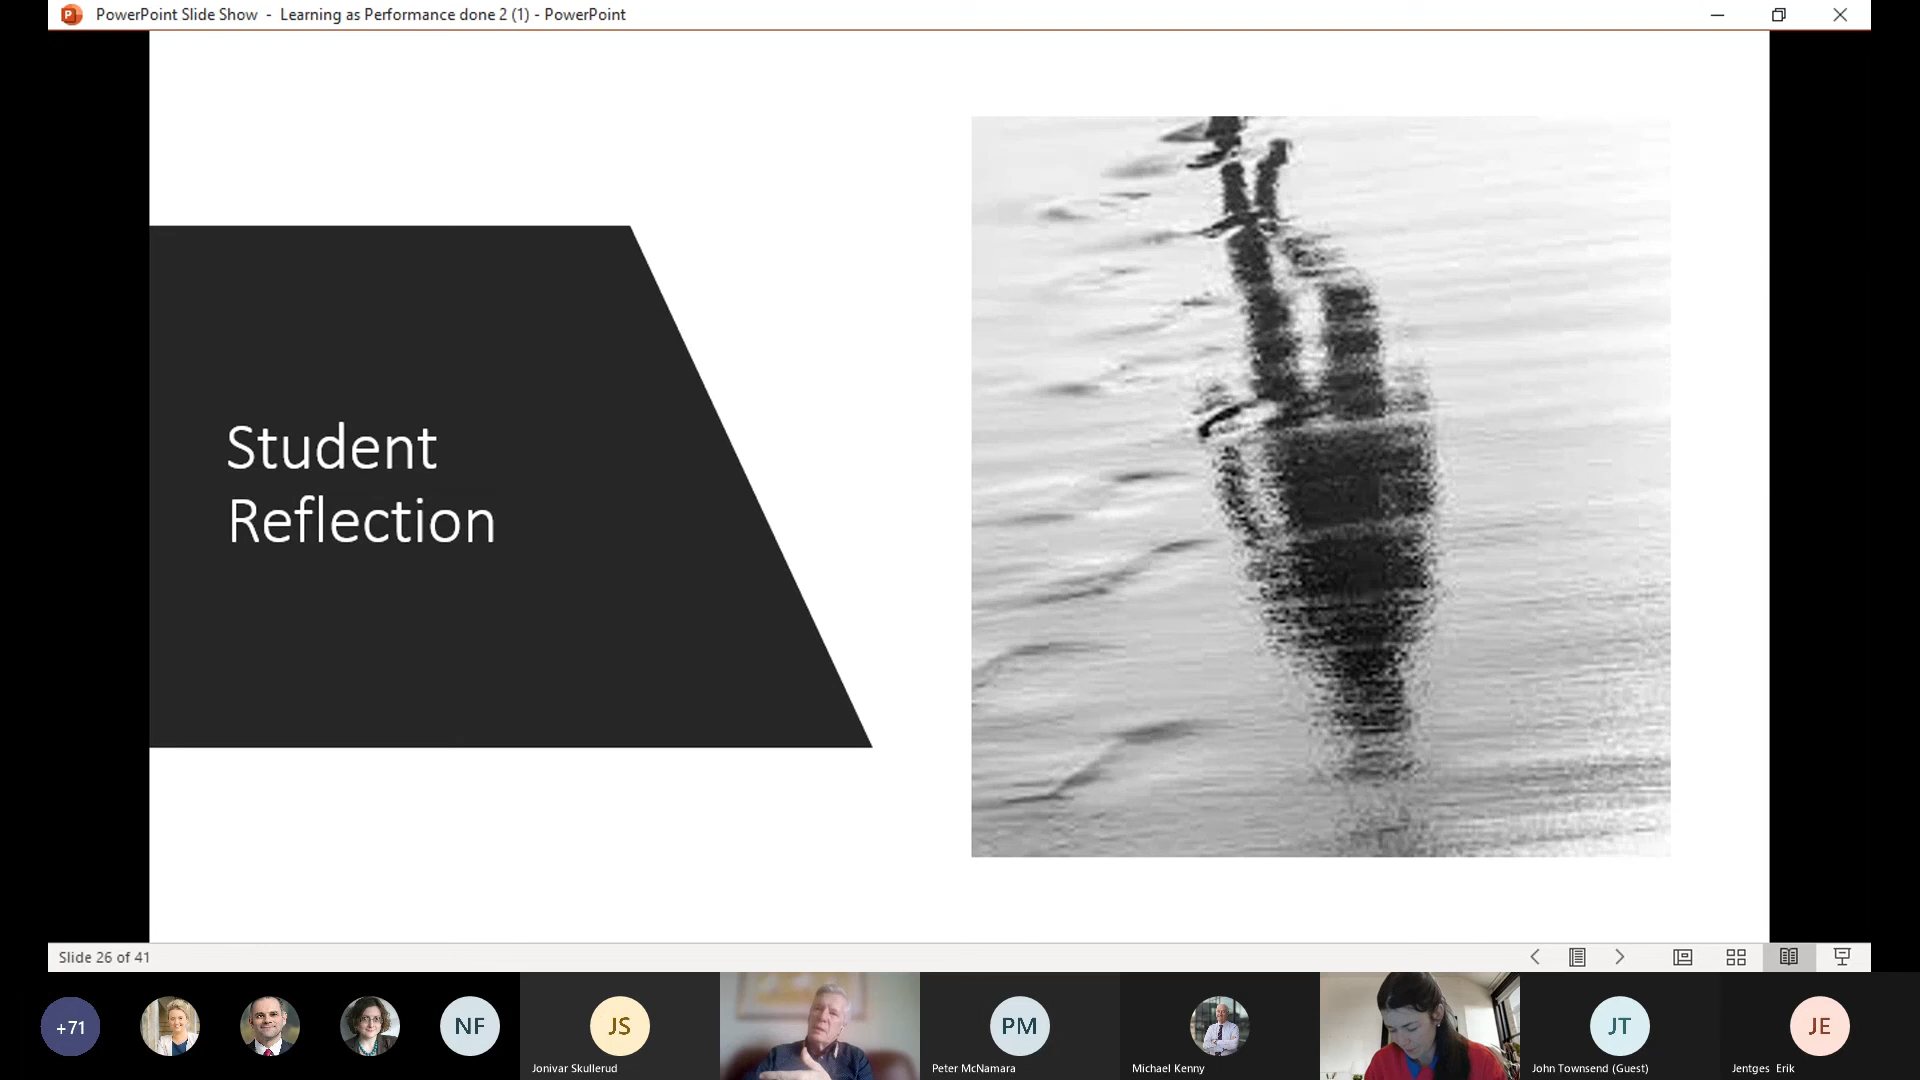 PowerPoint Slide Show - Learning as Performance done 2 (1) - PowerPoint
Student
Reflection
Slide 26 of 41
+71
NF
JS
PM
JT
JE
Jonivar Skullerud
Peter McNamara
Michael Kenny
John Townsend (Guest)
Jentges Erik